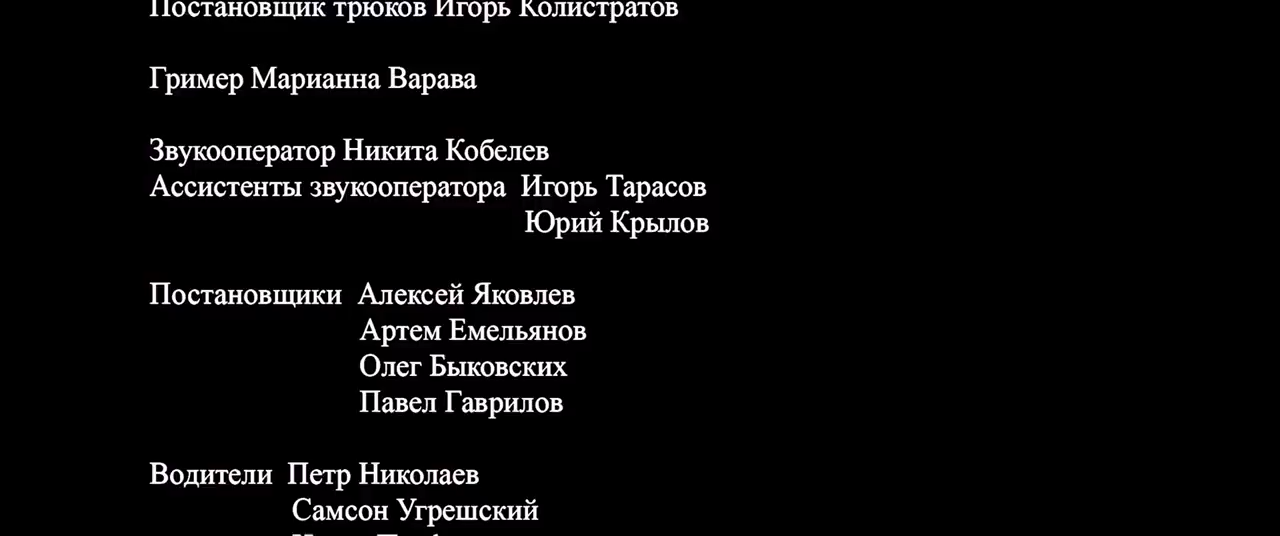 Постановщик трюков Игорь Колистратов
Гример Марианна Варава
Звукооператор Никита Кобелев
Ассистенты звукооператора Игорь Тарасов
Юрий Крылов
Постановщики Алексей Яковлев
Артем Емельянов
Олег Быковских
Павел Гаврилов
Водители Петр Николаев
Самсон Угрешский